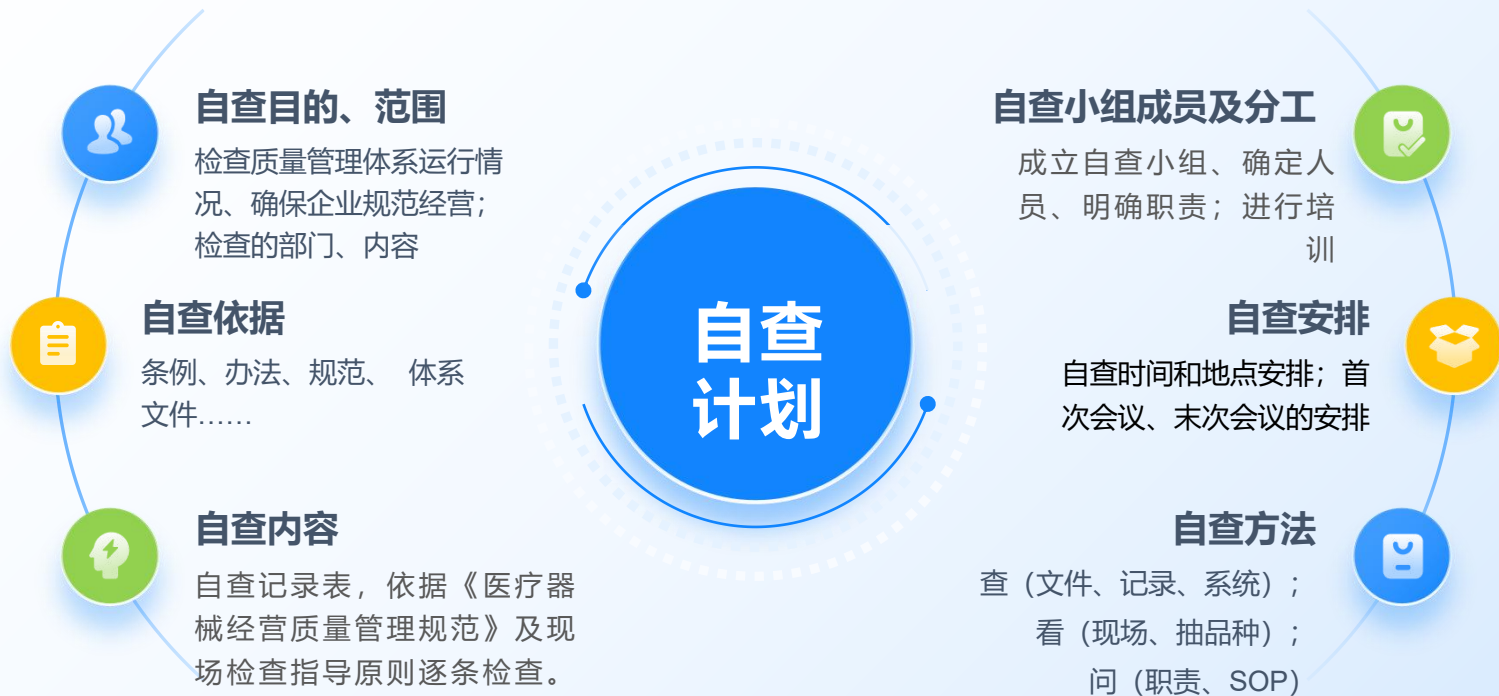 自查目的、范围
检查质量管理体系运行情
况、确保企业规范经营；
检查的部门、内容
自查依据
条例、办法、规范、 体系
文件……
自查内容
自查记录表，依据《医疗器
械经营质量管理规范》及现
场检查指导原则逐条检查。
自查
计划
自查小组成员及分工
成立自查小组、确定人
员、明确职责；进行培
训
自查安排
自查时间和地点安排；首
次会议、末次会议的安排
自查方法
查（文件、记录、系统）；
看（现场、抽品种）；
问（职责、SOP）